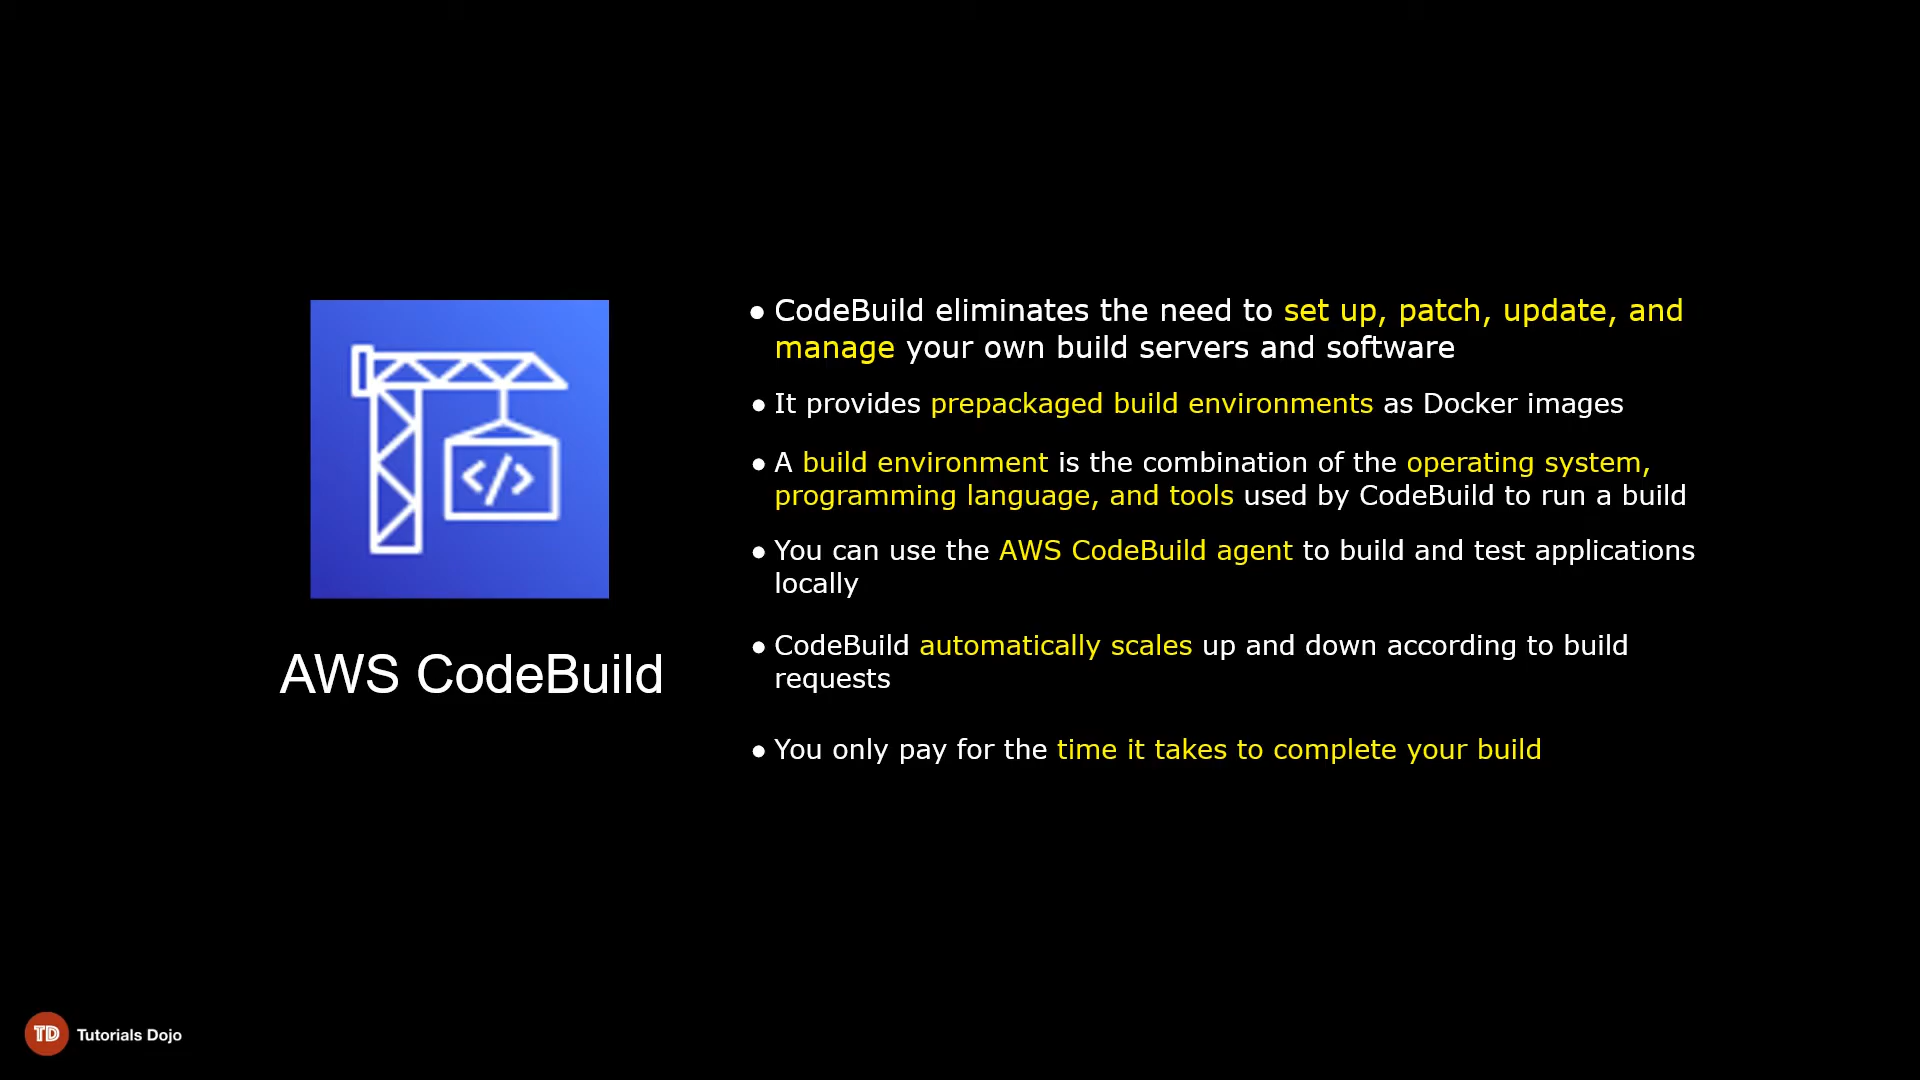 ● CodeBuild eliminates the need to set up, patch, update, and
manage your own build servers and software
● It provides prepackaged build environments as Docker images
● A build environment is the combination of the operating system,
programming language, and tools used by CodeBuild to run a build
● You can use the AWS CodeBuild agent to build and test applications
locally
● CodeBuild automatically scales up and down according to build
requests
● You only pay for the time it takes to complete your build
</>
AWS CodeBuild
TD Tutorials Dojo